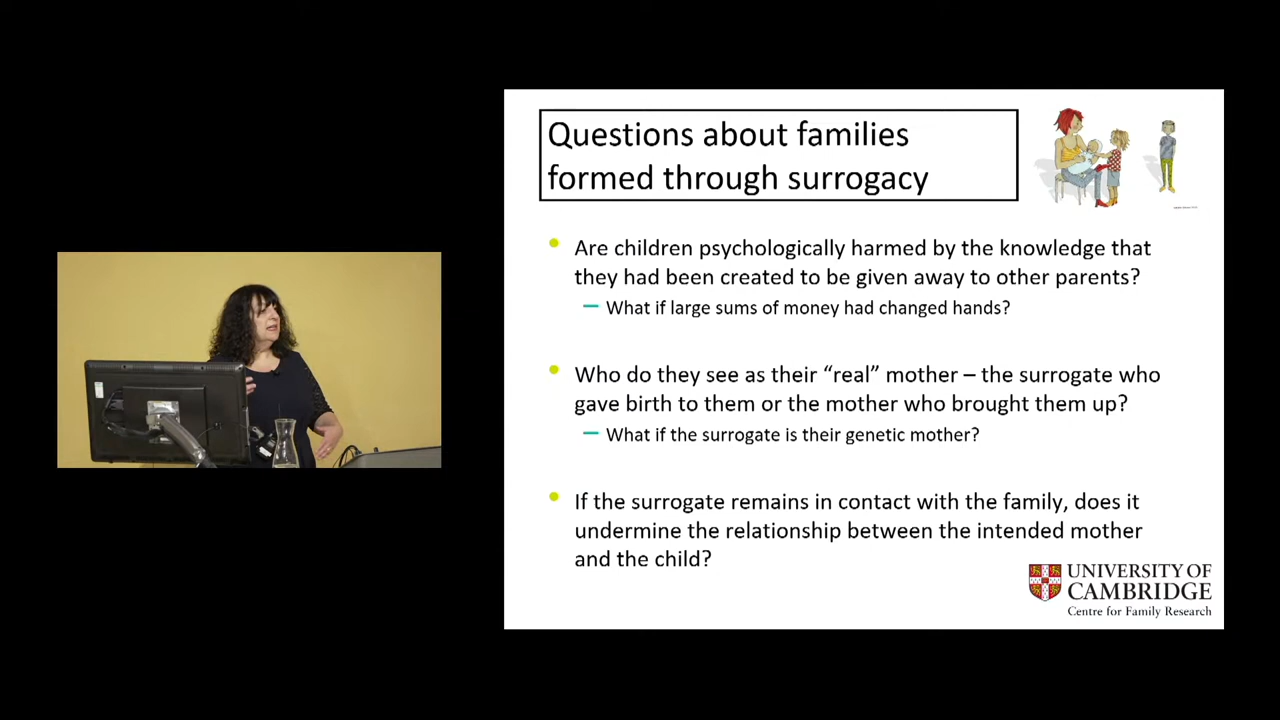 Questions about families
formed through surrogacy
Are children psychologically harmed by the knowledge that
they had been created to be given away to other parents?
What if large sums of money had changed hands?
Who do they see as their “real” mother – the surrogate who
gave birth to them or the mother who brought them up?
What if the surrogate is their genetic mother?
If the surrogate remains in contact with the family, does it
undermine the relationship between the intended mother
and the child?
UNIVERSITY OF
CAMBRIDGE
Centre for Family Research